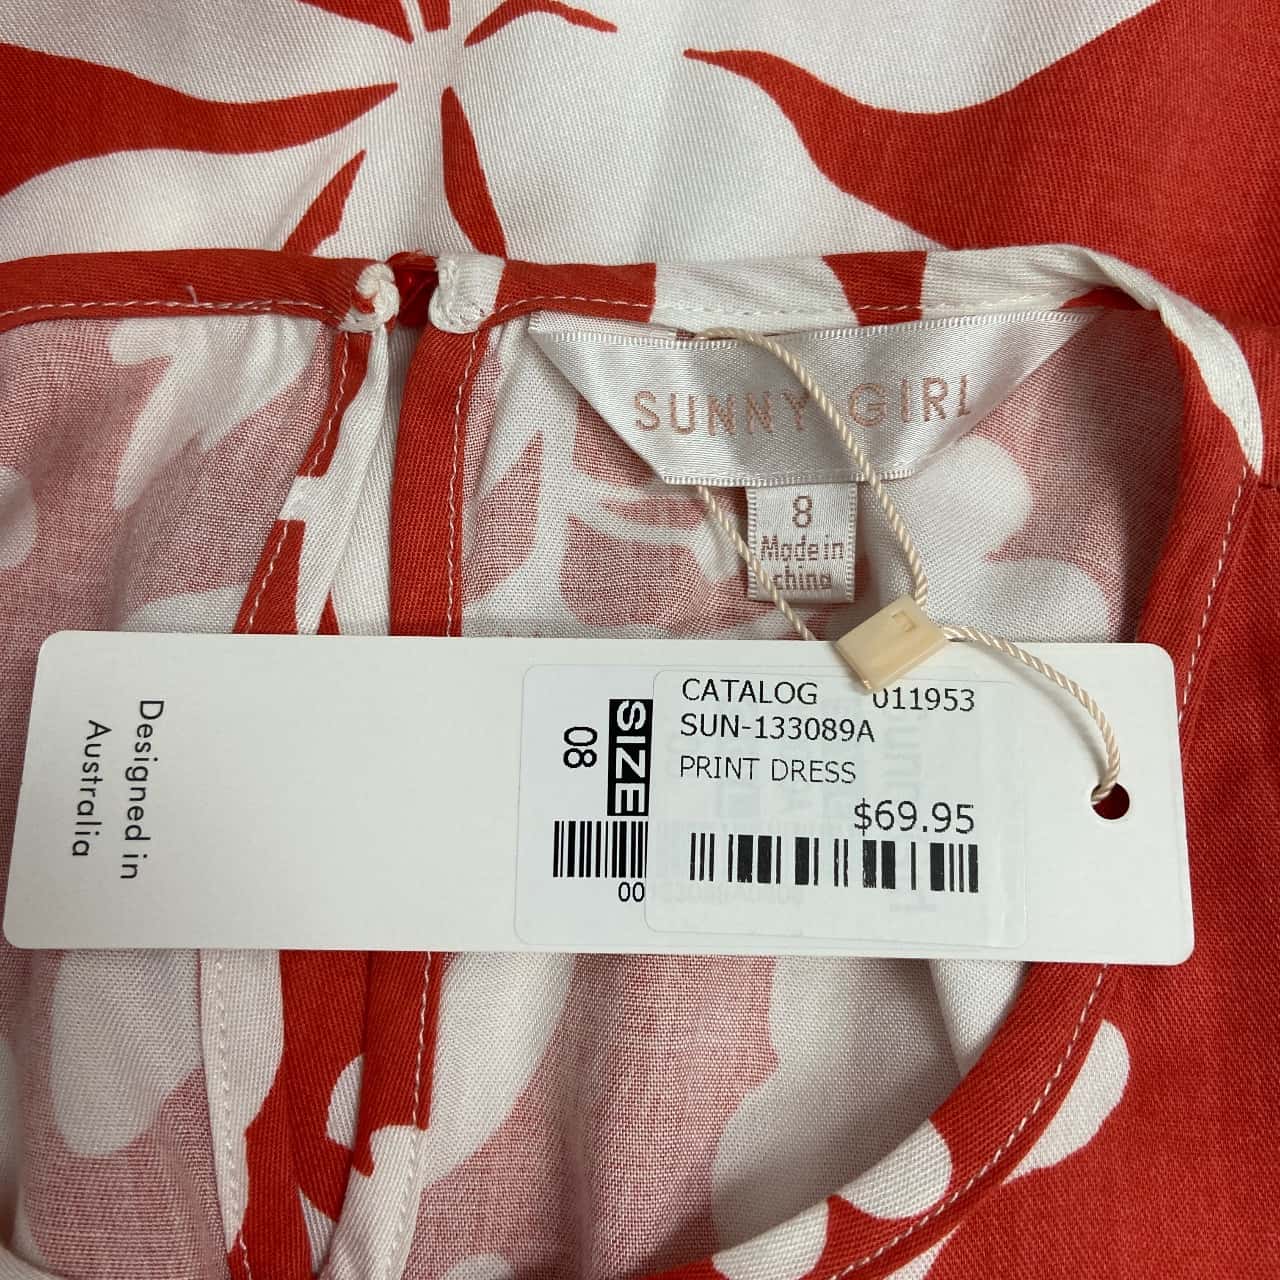 SUNNY GIRL
8
Made in
china
Designed in
Australia
SIZE
08
00
CATALOG 011953
SUN-133089A
PRINT DRESS
$69.95